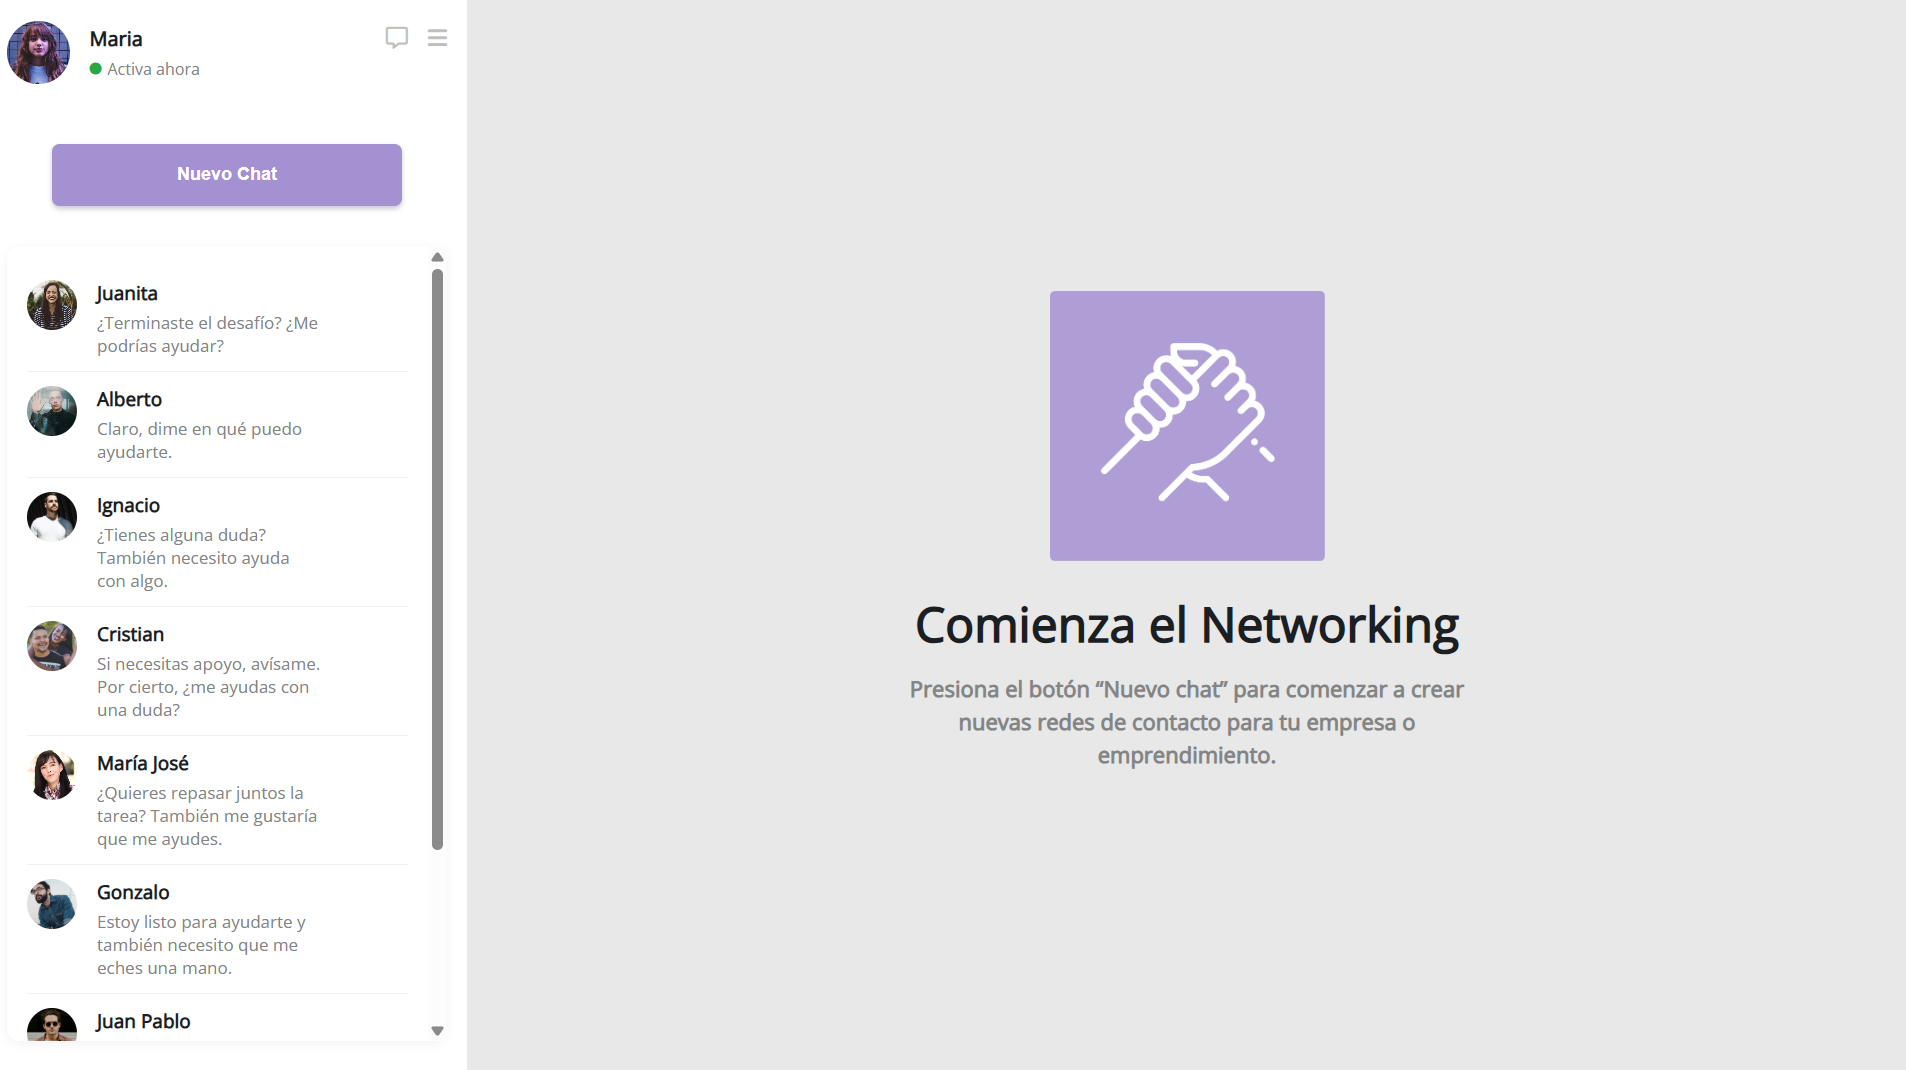 Maria
Activa ahora
Nuevo Chat
Juanita
¿Terminaste el desafío? ¿Me
podrías ayudar?
Alberto
Claro, dime en qué puedo
ayudarte.
Ignacio
¿Tienes alguna duda?
También necesito ayuda
con algo.
Cristian
Si necesitas apoyo, avísame.
Por cierto, ¿me ayudas con
una duda?
María José
¿Quieres repasar juntos la
tarea? También me gustaría
que me ayudes.
Gonzalo
Estoy listo para ayudarte y
también necesito que me
eches una mano.
Juan Pablo
Comienza el Networking
Presiona el botón “Nuevo chat” para comenzar a crear
nuevas redes de contacto para tu empresa o
emprendimiento.